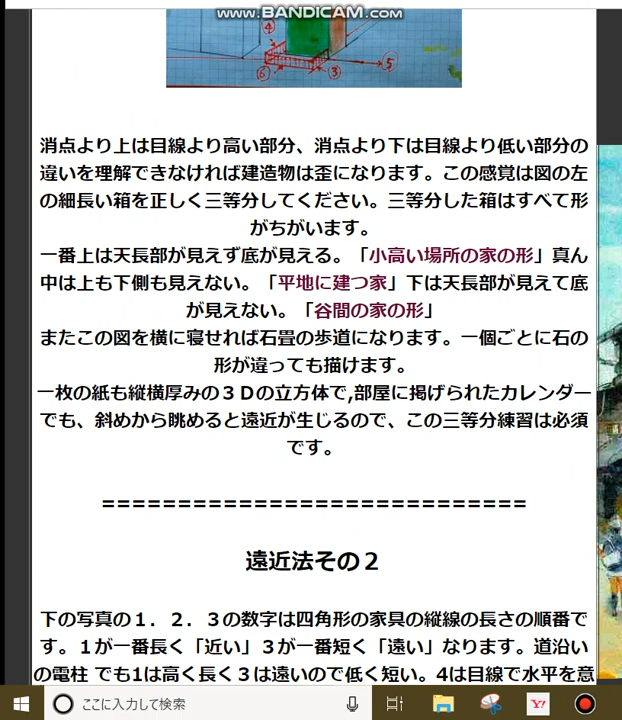 www.BANDICAM.com
④
⑤
⑥
③
消点より上は目線より高い部分、消点より下は目線より低い部分の
違いを理解できなければ建造物は歪になります。この感覚は図の左
の細長い箱を正しく三等分してください。三等分した箱はすべて形
がちがいます。
一番上は天長部が見えず底が見える。「小高い場所の家の形」真ん
中は上も下側も見えない。「平地に建つ家」下は天長部が見えて底
が見えない。「谷間の家の形」
またこの図を横に寝せれば石畳の歩道になります。一個ごとに石の
形が違っても描けます。
一枚の紙も縦横厚みの３Ｄの立方体で,部屋に掲げられたカレンダー
でも、斜めから眺めると遠近が生じるので、この三等分練習は必須
です。
============================
遠近法その２
下の写真の１．２．３の数字は四角形の家具の縦線の長さの順番で
す。１が一番長く「近い」３が一番短く「遠い」なります。道沿い
の電柱 でも1は高く長く３は遠いので低く短い。4は目線で水平を意
ここに入力して検索
Y!